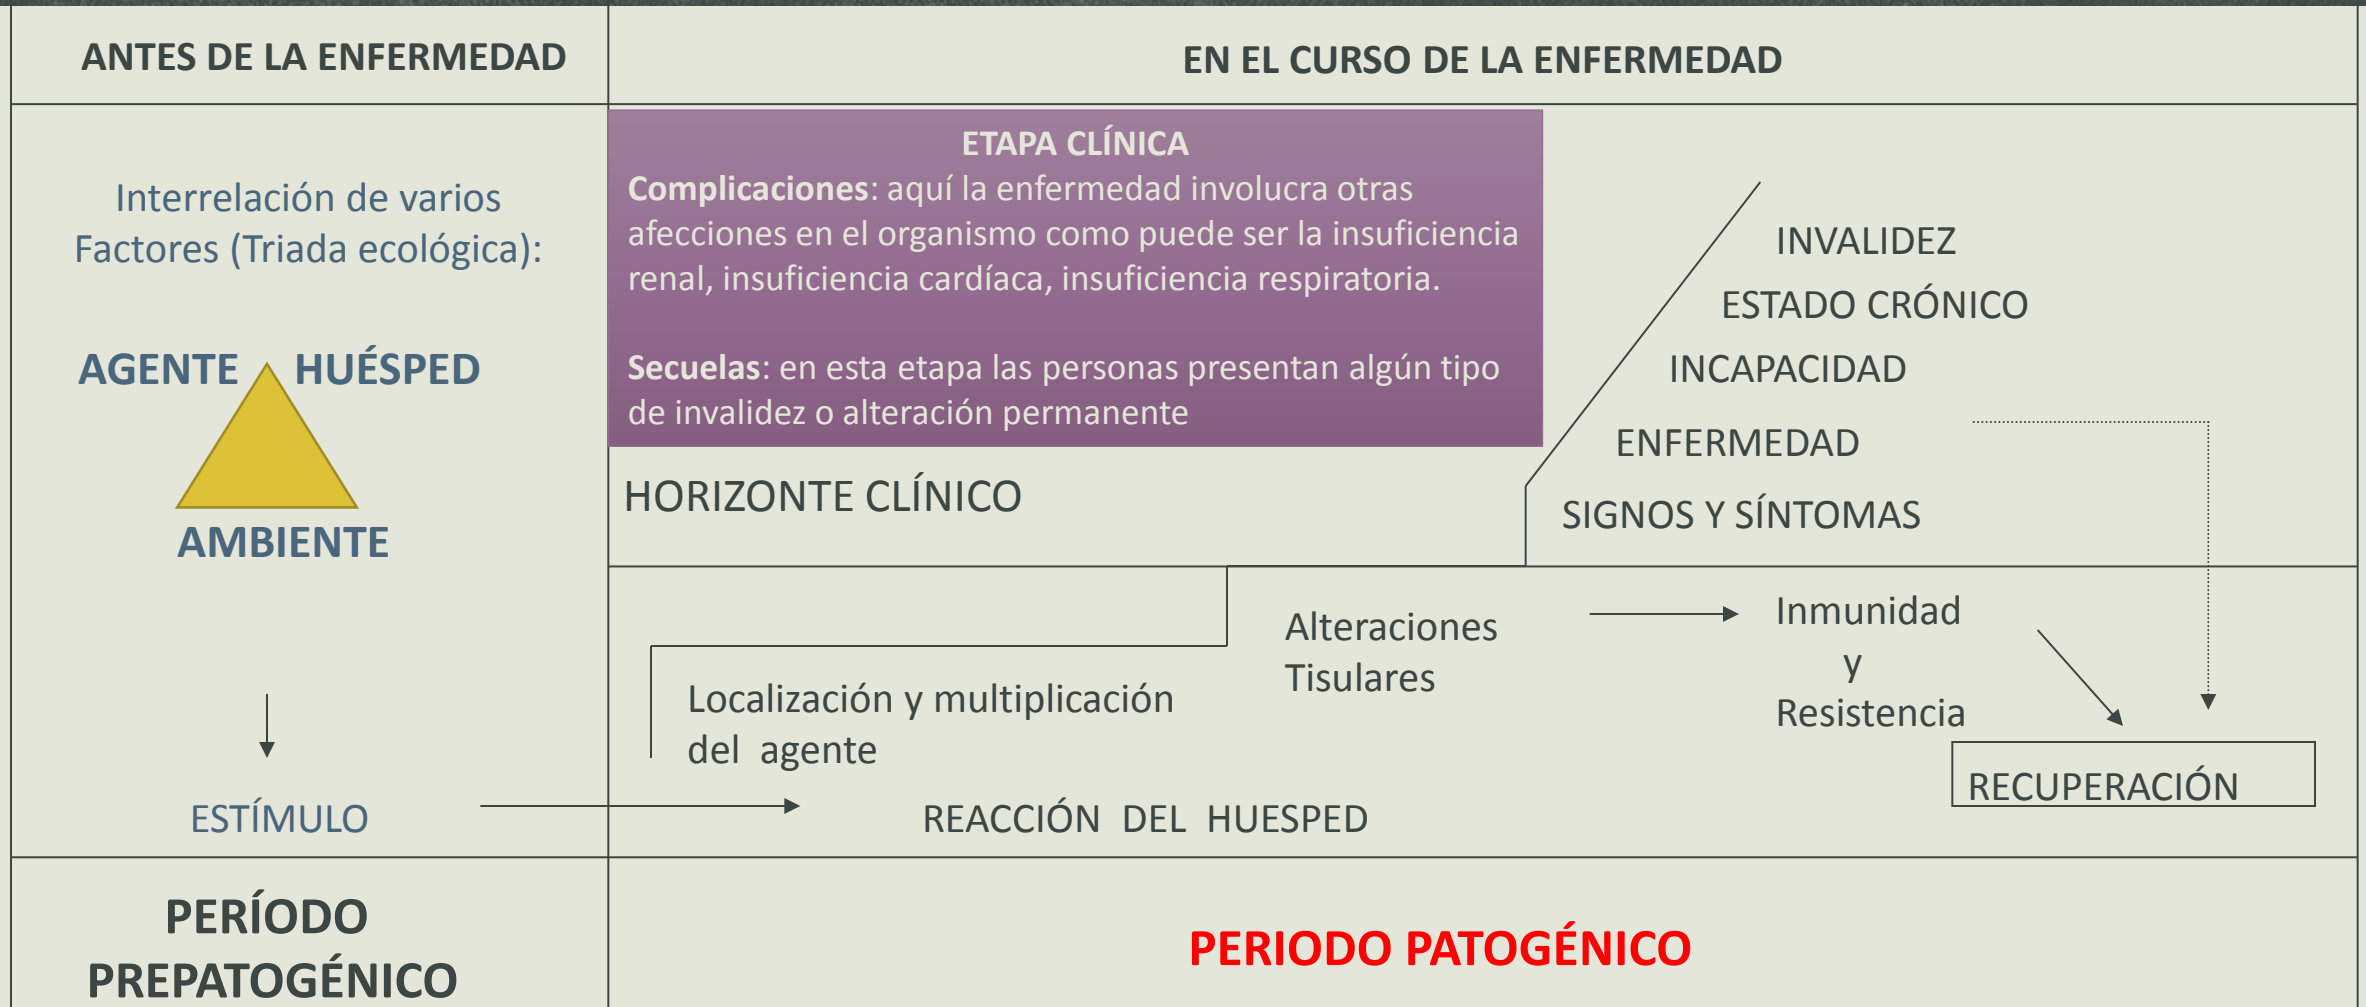 ANTES DE LA ENFERMEDAD
EN EL CURSO DE LA ENFERMEDAD
Interrelación de varios
Factores (Triada ecológica):
AGENTE HUÉSPED
AMBIENTE
ESTÍMULO
ETAPA CLÍNICA
Complicaciones: aquí la enfermedad involucra otras
afecciones en el organismo como puede ser la insuficiencia
renal, insuficiencia cardíaca, insuficiencia respiratoria.
Secuelas: en esta etapa las personas presentan algún tipo
de invalidez o alteración permanente
HORIZONTE CLÍNICO
INVALIDEZ
ESTADO CRÓNICO
INCAPACIDAD
ENFERMEDAD
SIGNOS Y SÍNTOMAS
Localización y multiplicación
del agente
Alteraciones
Tisulares
Inmunidad
y
Resistencia
RECUPERACIÓN
REACCIÓN DEL HUESPED
PERÍODO
PREPATOGÉNICO
PERIODO PATOGÉNICO